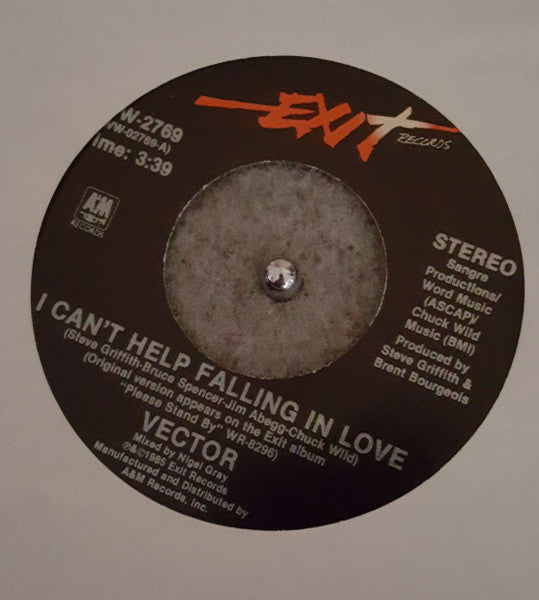 EXIT
RECORDS
W-2769
(WW-02769-A)
ime: 3:39
A&M
RECORDS
STEREO
Sangre
Productions/
Word Music
(ASCAP)/
Chuck Wild
Music (BMI)
Produced by
Steve Griffith &
Brent Bourgeois
I CAN'T HELP FALLING IN LOVE
(Steve Griffith-Bruce Spencer-Jim Abegg-Chuck Wild)
(Original version appears on the Exit album
"Please Stand By" WR-8296)
VECTOR
Mixed by Nigel Gray
℗&©1985 Exit Records
Manufactured and Distributed by
A&M Records, Inc.